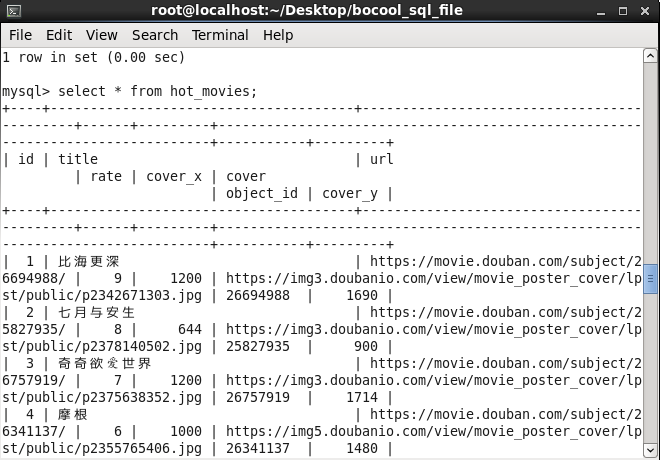 root@localhost:~/Desktop/bocool_sql_file
File Edit View Search Terminal Help
1 row in set (0.00 sec)
mysql> select * from hot_movies;
+----+--------------------------------------+-----------------------------------
---------+------+---------+-----------------------------------------------------
--------------------------+-----------+---------+
| id | title | url
| rate | cover_x | cover
| object_id | cover_y |
+----+--------------------------------------+-----------------------------------
---------+------+---------+-----------------------------------------------------
--------------------------+-----------+---------+
| 1 | 比海更深 | https://movie.douban.com/subject/2
6694988/ | 9 | 1200 | https://img3.doubanio.com/view/movie_poster_cover/lp
st/public/p2342671303.jpg | 26694988 | 1690 |
| 2 | 七月与安生 | https://movie.douban.com/subject/2
5827935/ | 8 | 644 | https://img3.doubanio.com/view/movie_poster_cover/lp
st/public/p2378140502.jpg | 25827935 | 900 |
| 3 | 奇奇欲爱世界 | https://movie.douban.com/subject/2
6757919/ | 7 | 1200 | https://img3.doubanio.com/view/movie_poster_cover/lp
st/public/p2375638352.jpg | 26757919 | 1714 |
| 4 | 摩根 | https://movie.douban.com/subject/2
6341137/ | 6 | 1000 | https://img5.doubanio.com/view/movie_poster_cover/lp
st/public/p2355765406.jpg | 26341137 | 1480 |